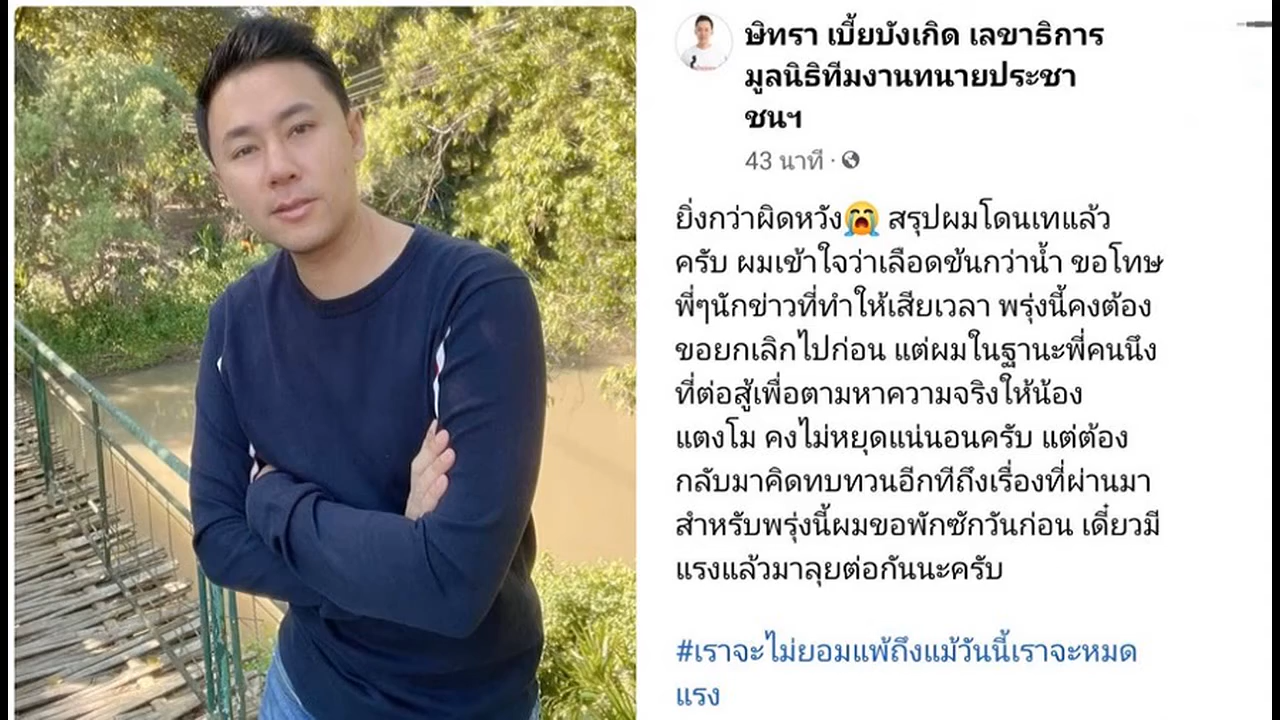 ษิทรา เบี้ยบังเกิด เลขาธิการ
มูลนิธิทีมงานทนายประชา
ชนฯ
43 นาที ·
ยิ่งกว่าผิดหวัง😭 สรุปผมโดนเทแล้ว
ครับ ผมเข้าใจว่าเลือดข้นกว่าน้ำ ขอโทษ
พี่ๆนักข่าวที่ทำให้เสียเวลา พรุ่งนี้คงต้อง
ขอยกเลิกไปก่อน แต่ผมในฐานะพี่คนนึง
ที่ต่อสู้เพื่อตามหาความจริงให้น้อง
แตงโม คงไม่หยุดแน่นอนครับ แต่ต้อง
กลับมาคิดทบทวนอีกทีถึงเรื่องที่ผ่านมา
สำหรับพรุ่งนี้ผมขอพักซักวันก่อน เดี๋ยวมี
แรงแล้วมาลุยต่อกันนะครับ
#เราจะไม่ยอมแพ้ถึงแม้วันนี้เราจะหมด
แรง